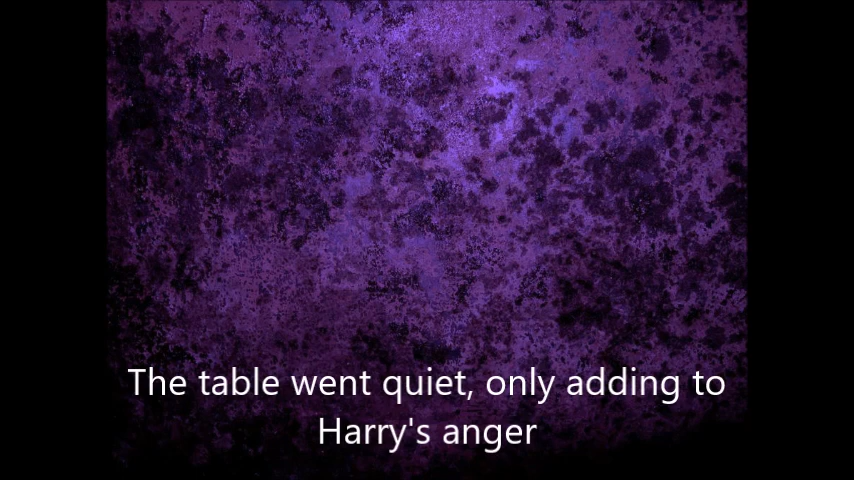 The table went quiet, only adding to
Harry's anger